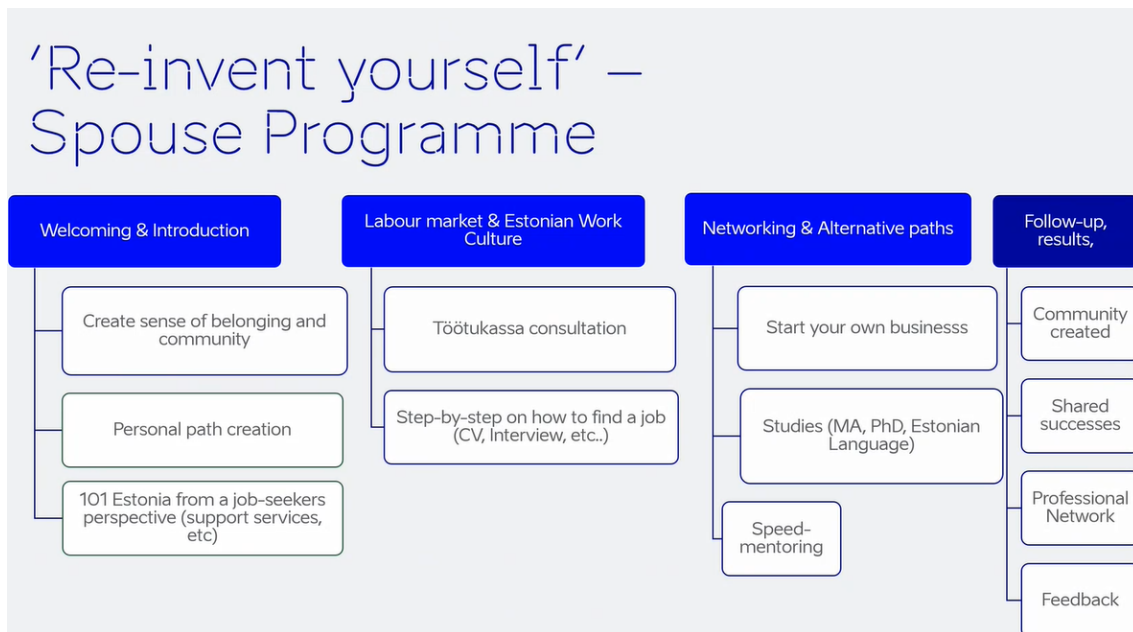 ‘Re-invent yourself’ –
Spouse Programme
Welcoming & Introduction
Create sense of belonging and
community
Personal path creation
101 Estonia from a job-seekers
perspective (support services,
etc)
Labour market & Estonian Work
Culture
Töötukassa consultation
Step-by-step on how to find a job
(CV, Interview, etc..)
Networking & Alternative paths
Start your own businesss
Studies (MA, PhD, Estonian
Language)
Speed-
mentoring
Follow-up,
results,
Community
created
Shared
successes
Professional
Network
Feedback